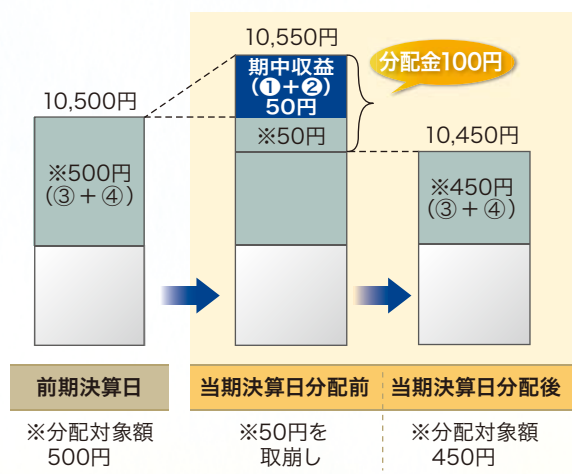 10,500円
※500円
（③＋④）
10,550円
期中収益
（❶＋❷）
50円
※50円
分配金100円
10,450円
※450円
（③＋④）
前期決算日
当期決算日分配前
当期決算日分配後
※分配対象額
500円
※50円を
取崩し
※分配対象額
450円